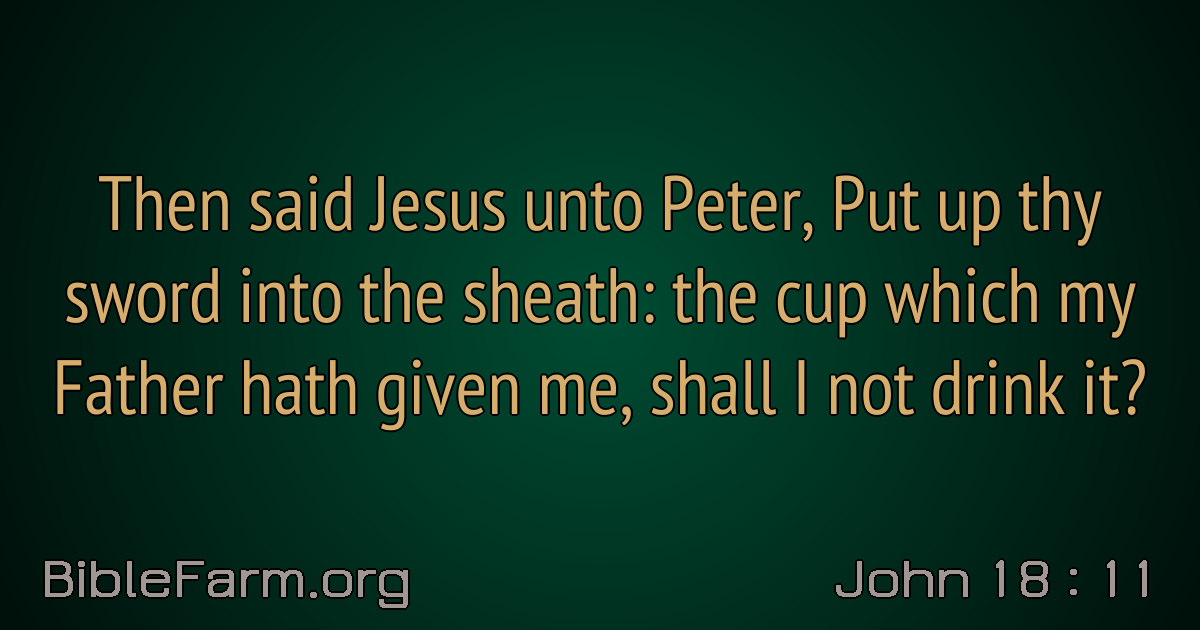 Then said Jesus unto Peter, Put up thy
sword into the sheath: the cup which my
Father hath given me, shall I not drink it?
BibleFarm.org
John 18 : 11